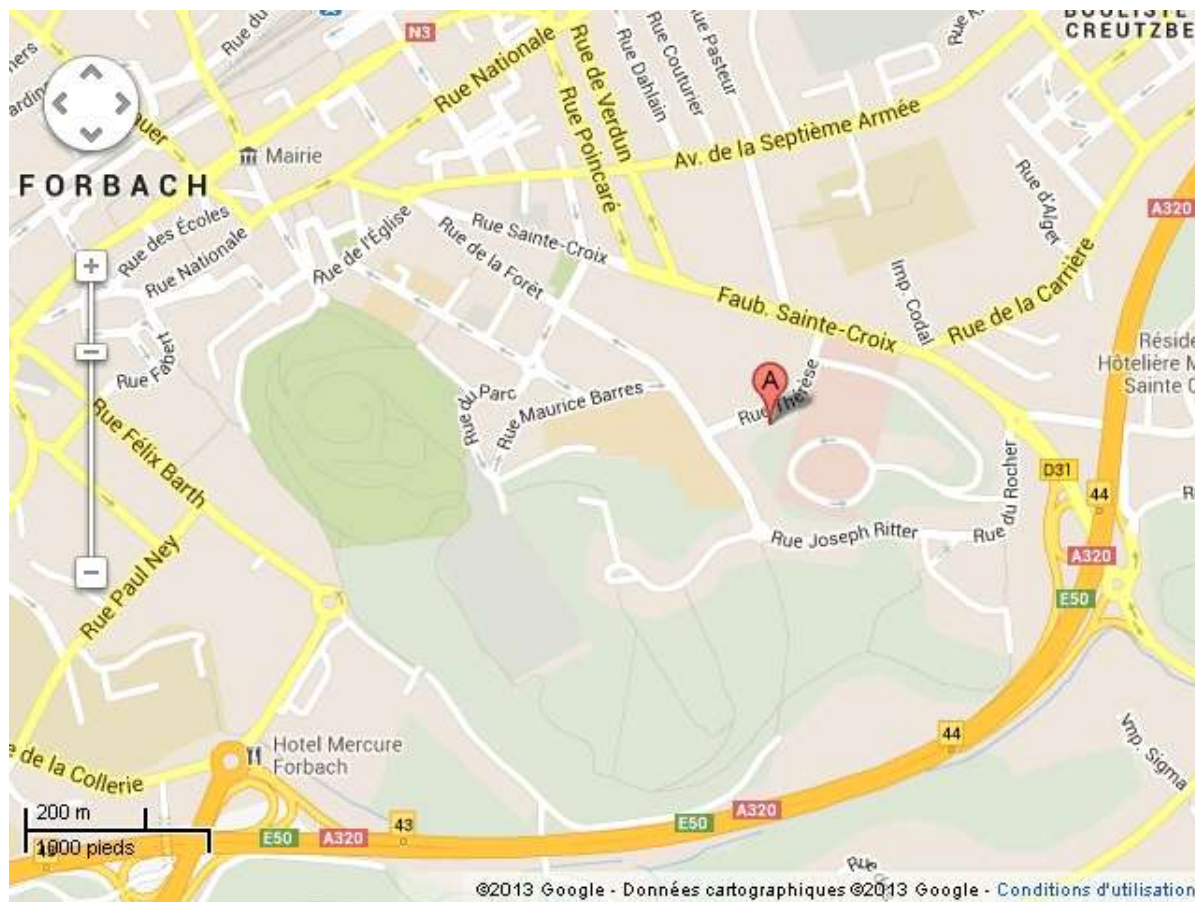 BOULISTE
CREUTZBE
N3
Rue du
Rue Nationale
Rue de Verdun
Rue Poincaré
Rue Dahlain
Rue Couturier
Rue Pasteur
Mairie
FORBACH
Av. de la Septième Armée
Rue d'Alger
A320
Rue des Écoles
Rue Nationale
Rue de l'Église
Rue Sainte-Croix
Rue de la Forêt
Faub. Sainte-Croix
Imp. Codal
Rue de la Carrière
Réside
Hôtelière M
Sainte C
Rue Fabert
Rue du Parc
Rue Maurice Barres
A
Rue Thérèse
Rue Félix Barth
D31
44
Rue du Rocher
Rue Joseph Ritter
A320
E50
Rue Paul Ney
44
Imp. Sigma
Hotel Mercure
Forbach
e de la Collerie
200 m
1000 pieds
E50
A320
43
E50
A320
©2013 Google - Données cartographiques ©2013 Google - Conditions d'utilisation